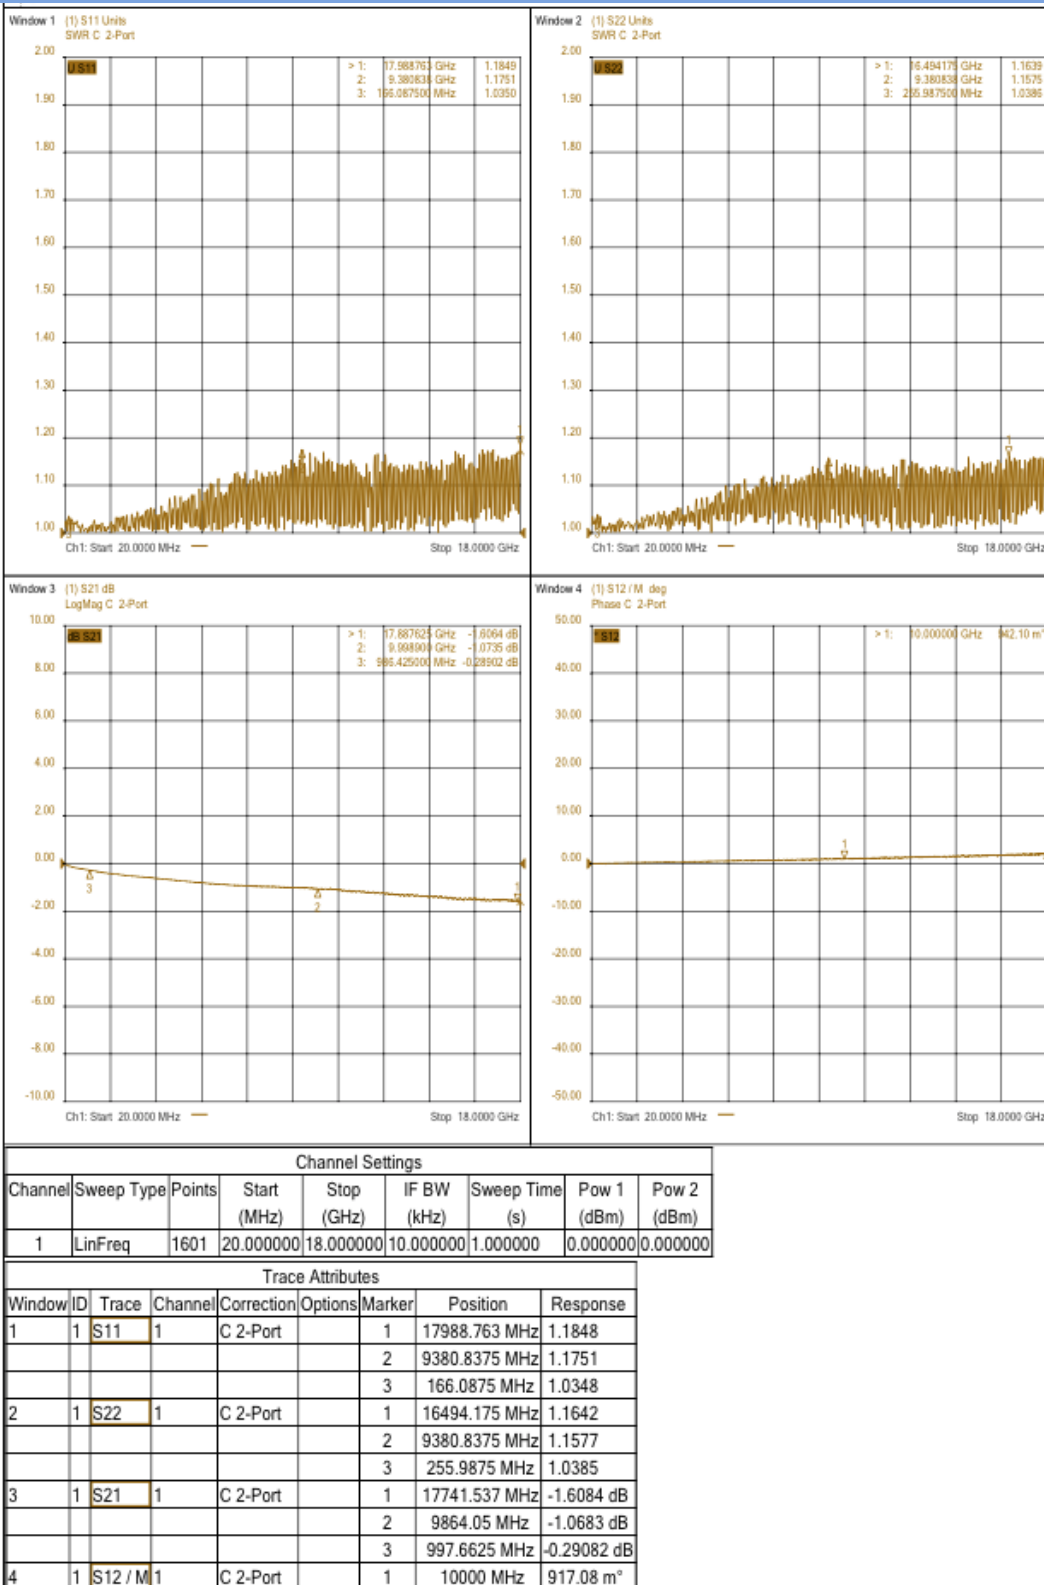 Window 1 (1) S11 Units
SWR C 2-Port
2.00
U S11
> 1: 17.988763 GHz 1.1849
2: 9.380838 GHz 1.1751
3: 166.087500 MHz 1.0350
1.90
1.80
1.70
1.60
1.50
1.40
1.30
1.20
1
1.10
1.00
Ch1: Start 20.0000 MHz
Stop 18.0000 GHz
Window 2 (1) S22 Units
SWR C 2-Port
2.00
U S22
> 1: 16.494175 GHz 1.1639
2: 9.380838 GHz 1.1575
3: 255.987500 MHz 1.0386
1.90
1.80
1.70
1.60
1.50
1.40
1.30
1.20
1
1.10
1.00
Ch1: Start 20.0000 MHz
Stop 18.0000 GHz
Window 3 (1) S21 dB
LogMag C 2-Port
10.00
dB S21
> 1: 17.887625 GHz -1.6064 dB
2: 9.998900 GHz -1.0735 dB
3: 986.425000 MHz -0.28902 dB
8.00
6.00
4.00
2.00
0.00
3
2
1
-2.00
-4.00
-6.00
-8.00
-10.00
Ch1: Start 20.0000 MHz
Stop 18.0000 GHz
Window 4 (1) S12 / M deg
Phase C 2-Port
50.00
° S12
> 1: 10.000000 GHz 942.10 m°
40.00
30.00
20.00
10.00
1
0.00
-10.00
-20.00
-30.00
-40.00
-50.00
Ch1: Start 20.0000 MHz
Stop 18.0000 GHz
Channel Settings
Channel Sweep Type Points Start (MHz) Stop (GHz) IF BW (kHz) Sweep Time (s) Pow 1 (dBm) Pow 2 (dBm)
1 LinFreq 1601 20.000000 18.000000 10.000000 1.000000 0.000000 0.000000
Trace Attributes
Window ID Trace Channel Correction Options Marker Position Response
1 1 S11 1 C 2-Port 1 17988.763 MHz 1.1848
2 9380.8375 MHz 1.1751
3 166.0875 MHz 1.0348
2 1 S22 1 C 2-Port 1 16494.175 MHz 1.1642
2 9380.8375 MHz 1.1577
3 255.9875 MHz 1.0385
3 1 S21 1 C 2-Port 1 17741.537 MHz -1.6084 dB
2 9864.05 MHz -1.0683 dB
3 997.6625 MHz -0.29082 dB
4 1 S12 / M 1 C 2-Port 1 10000 MHz 917.08 m°